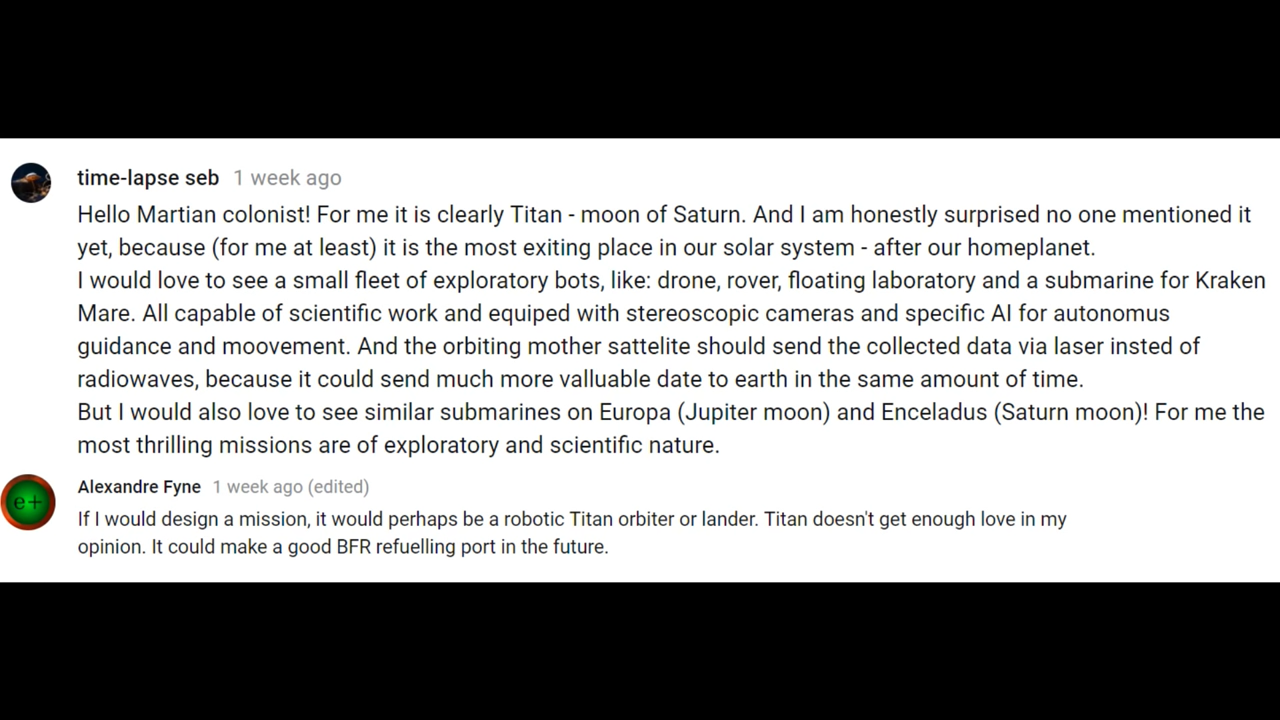 time-lapse seb 1 week ago
Hello Martian colonist! For me it is clearly Titan - moon of Saturn. And I am honestly surprised no one mentioned it
yet, because (for me at least) it is the most exiting place in our solar system - after our homeplanet.
I would love to see a small fleet of exploratory bots, like: drone, rover, floating laboratory and a submarine for Kraken
Mare. All capable of scientific work and equiped with stereoscopic cameras and specific AI for autonomus
guidance and moovement. And the orbiting mother sattelite should send the collected data via laser insted of
radiowaves, because it could send much more valluable date to earth in the same amount of time.
But I would also love to see similar submarines on Europa (Jupiter moon) and Enceladus (Saturn moon)! For me the
most thrilling missions are of exploratory and scientific nature.
e+
Alexandre Fyne 1 week ago (edited)
If I would design a mission, it would perhaps be a robotic Titan orbiter or lander. Titan doesn't get enough love in my
opinion. It could make a good BFR refuelling port in the future.